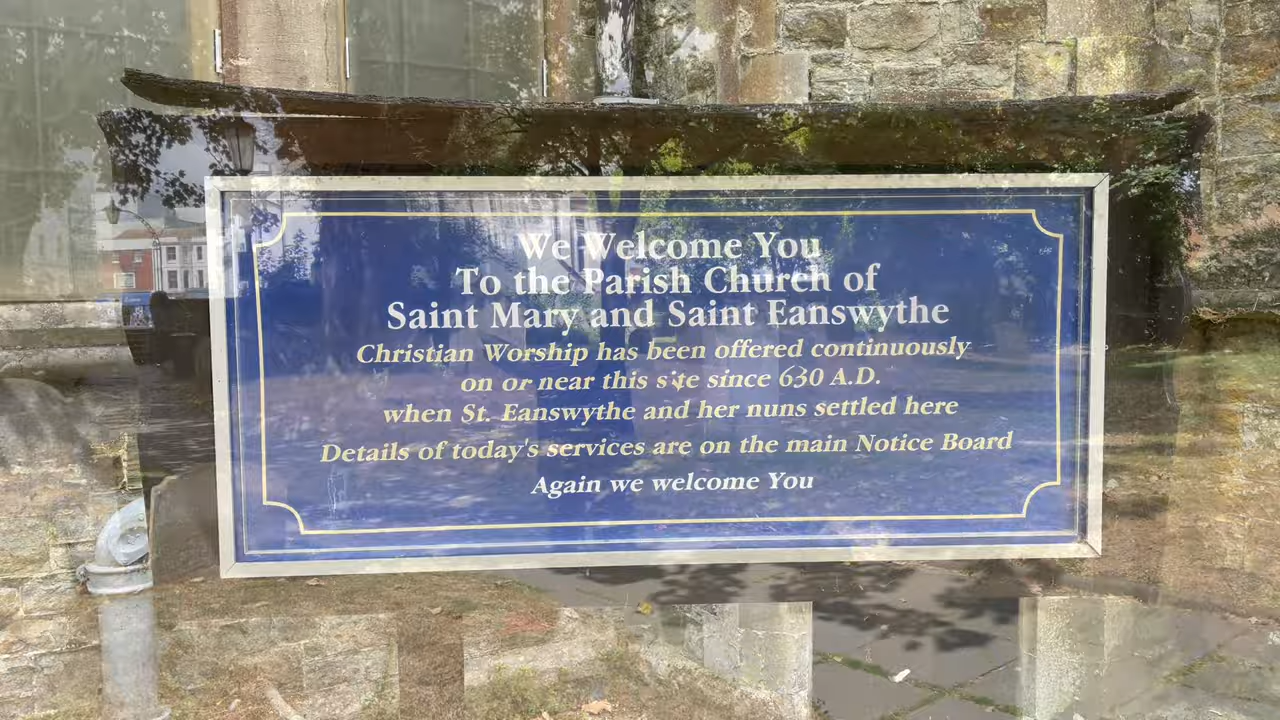 We Welcome You
To the Parish Church of
Saint Mary and Saint Eanswythe
Christian Worship has been offered continuously
on or near this site since 630 A.D.
when St. Eanswythe and her nuns settled here
Details of today's services are on the main Notice Board
Again we welcome You